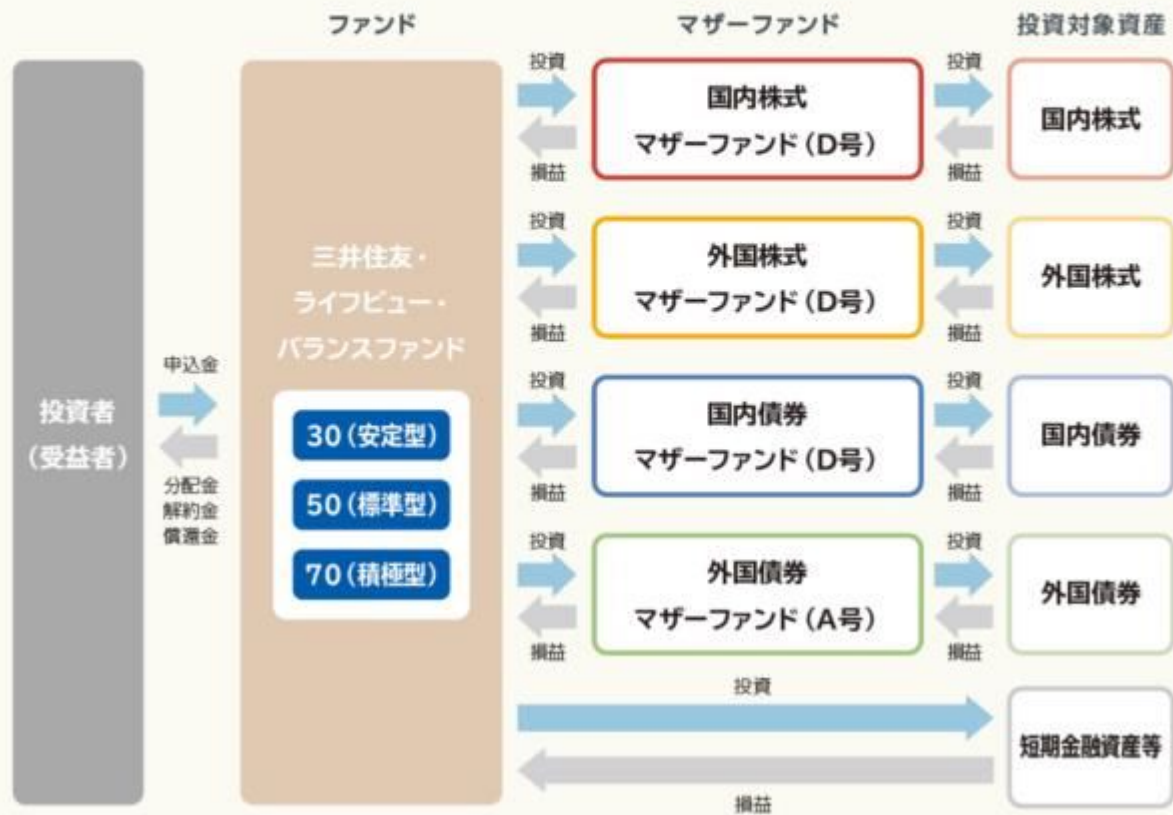 ファンド
マザーファンド
投資対象資産
投資者
(受益者)
申込金
分配金
解約金
償還金
三井住友・
ライフビュー・
バランスファンド
30(安定型)
50(標準型)
70(積極型)
投資
損益
国内株式
マザーファンド(D号)
投資
損益
国内株式
投資
損益
外国株式
マザーファンド(D号)
投資
損益
外国株式
投資
損益
国内債券
マザーファンド(D号)
投資
損益
国内債券
投資
損益
外国債券
マザーファンド(A号)
投資
損益
外国債券
投資
損益
短期金融資産等